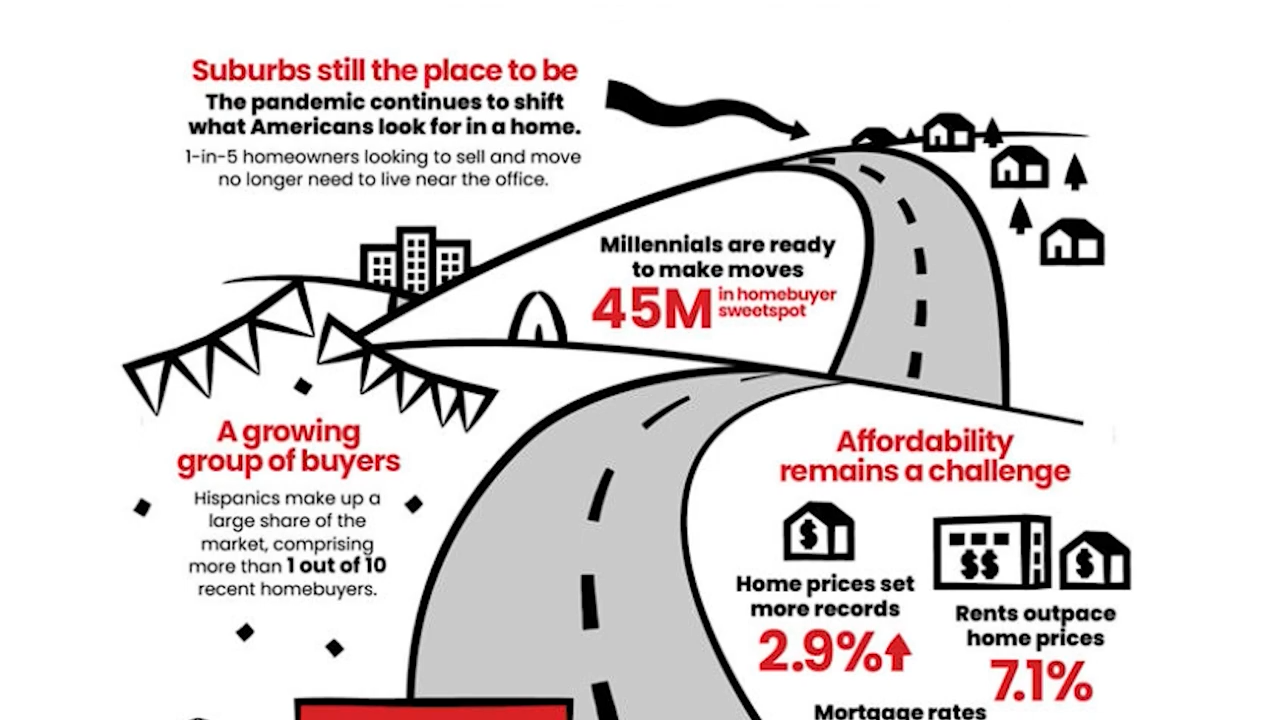 Suburbs still the place to be
The pandemic continues to shift
what Americans look for in a home.
1-in-5 homeowners looking to sell and move
no longer need to live near the office.
Millennials are ready
to make moves
45M in homebuyer
sweetspot
A growing
group of buyers
Hispanics make up a
large share of the
market, comprising
more than 1 out of 10
recent homebuyers.
Affordability
remains a challenge
$
Home prices set
more records
2.9%
$$ $
Rents outpace
home prices
7.1%
Mortgage rates